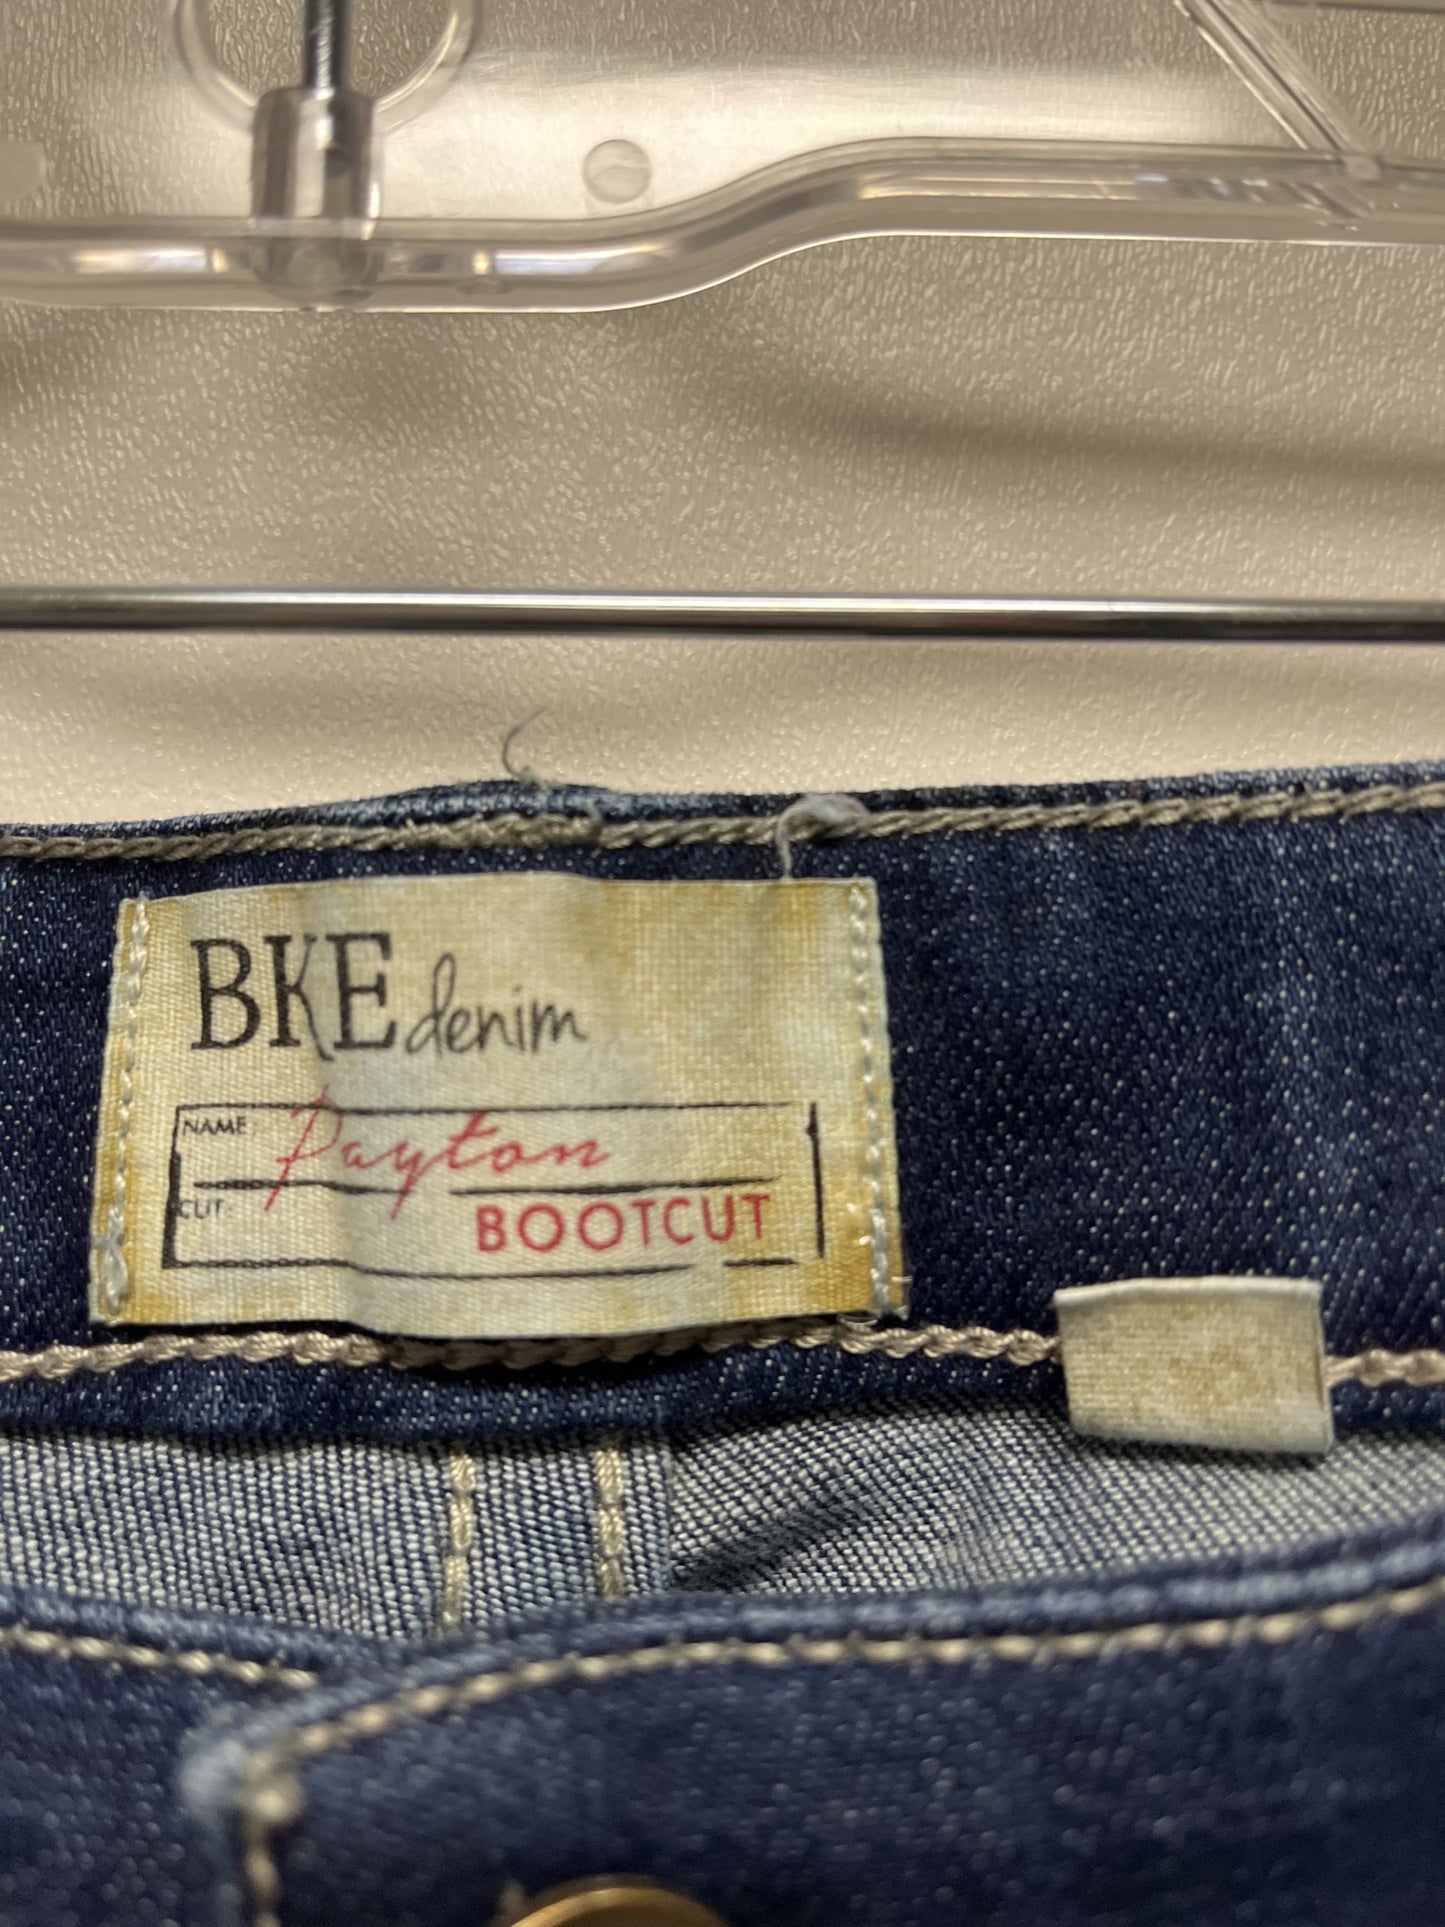 BKE denim
NAME: Payton
CUT: BOOTCUT